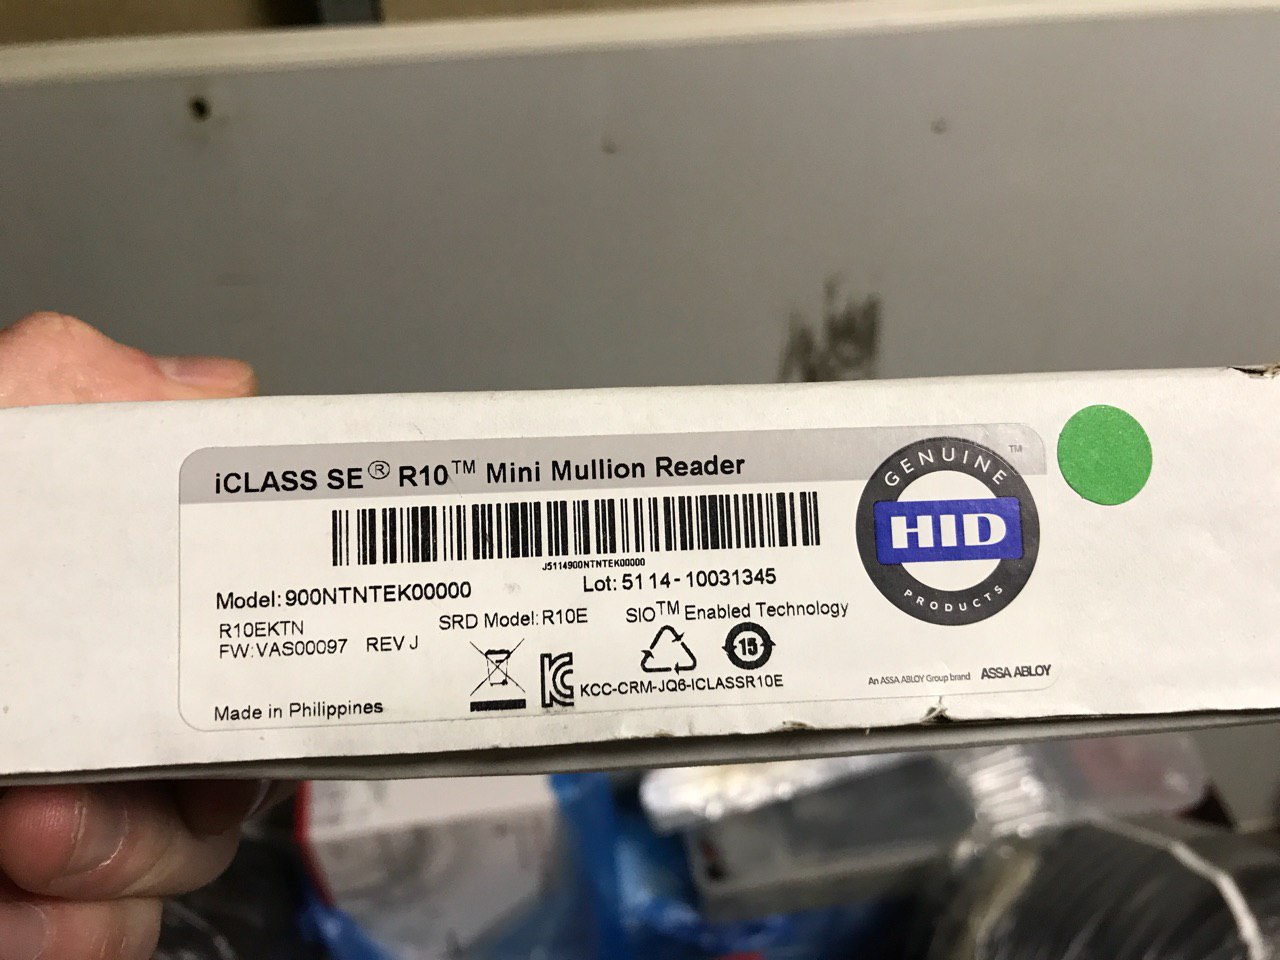 iCLASS SE® R10™ Mini Mullion Reader
J5114900NTNTEK00000
Model: 900NTNTEK00000
Lot: 5114-10031345
R10EKTN
SRD Model: R10E
SIO™ Enabled Technology
FW: VAS00097 REV J
15
KCC-CRM-JQ6-ICLASSR10E
Made in Philippines
GENUINE
HID
PRODUCTS
™
An ASSA ABLOY Group brand ASSA ABLOY